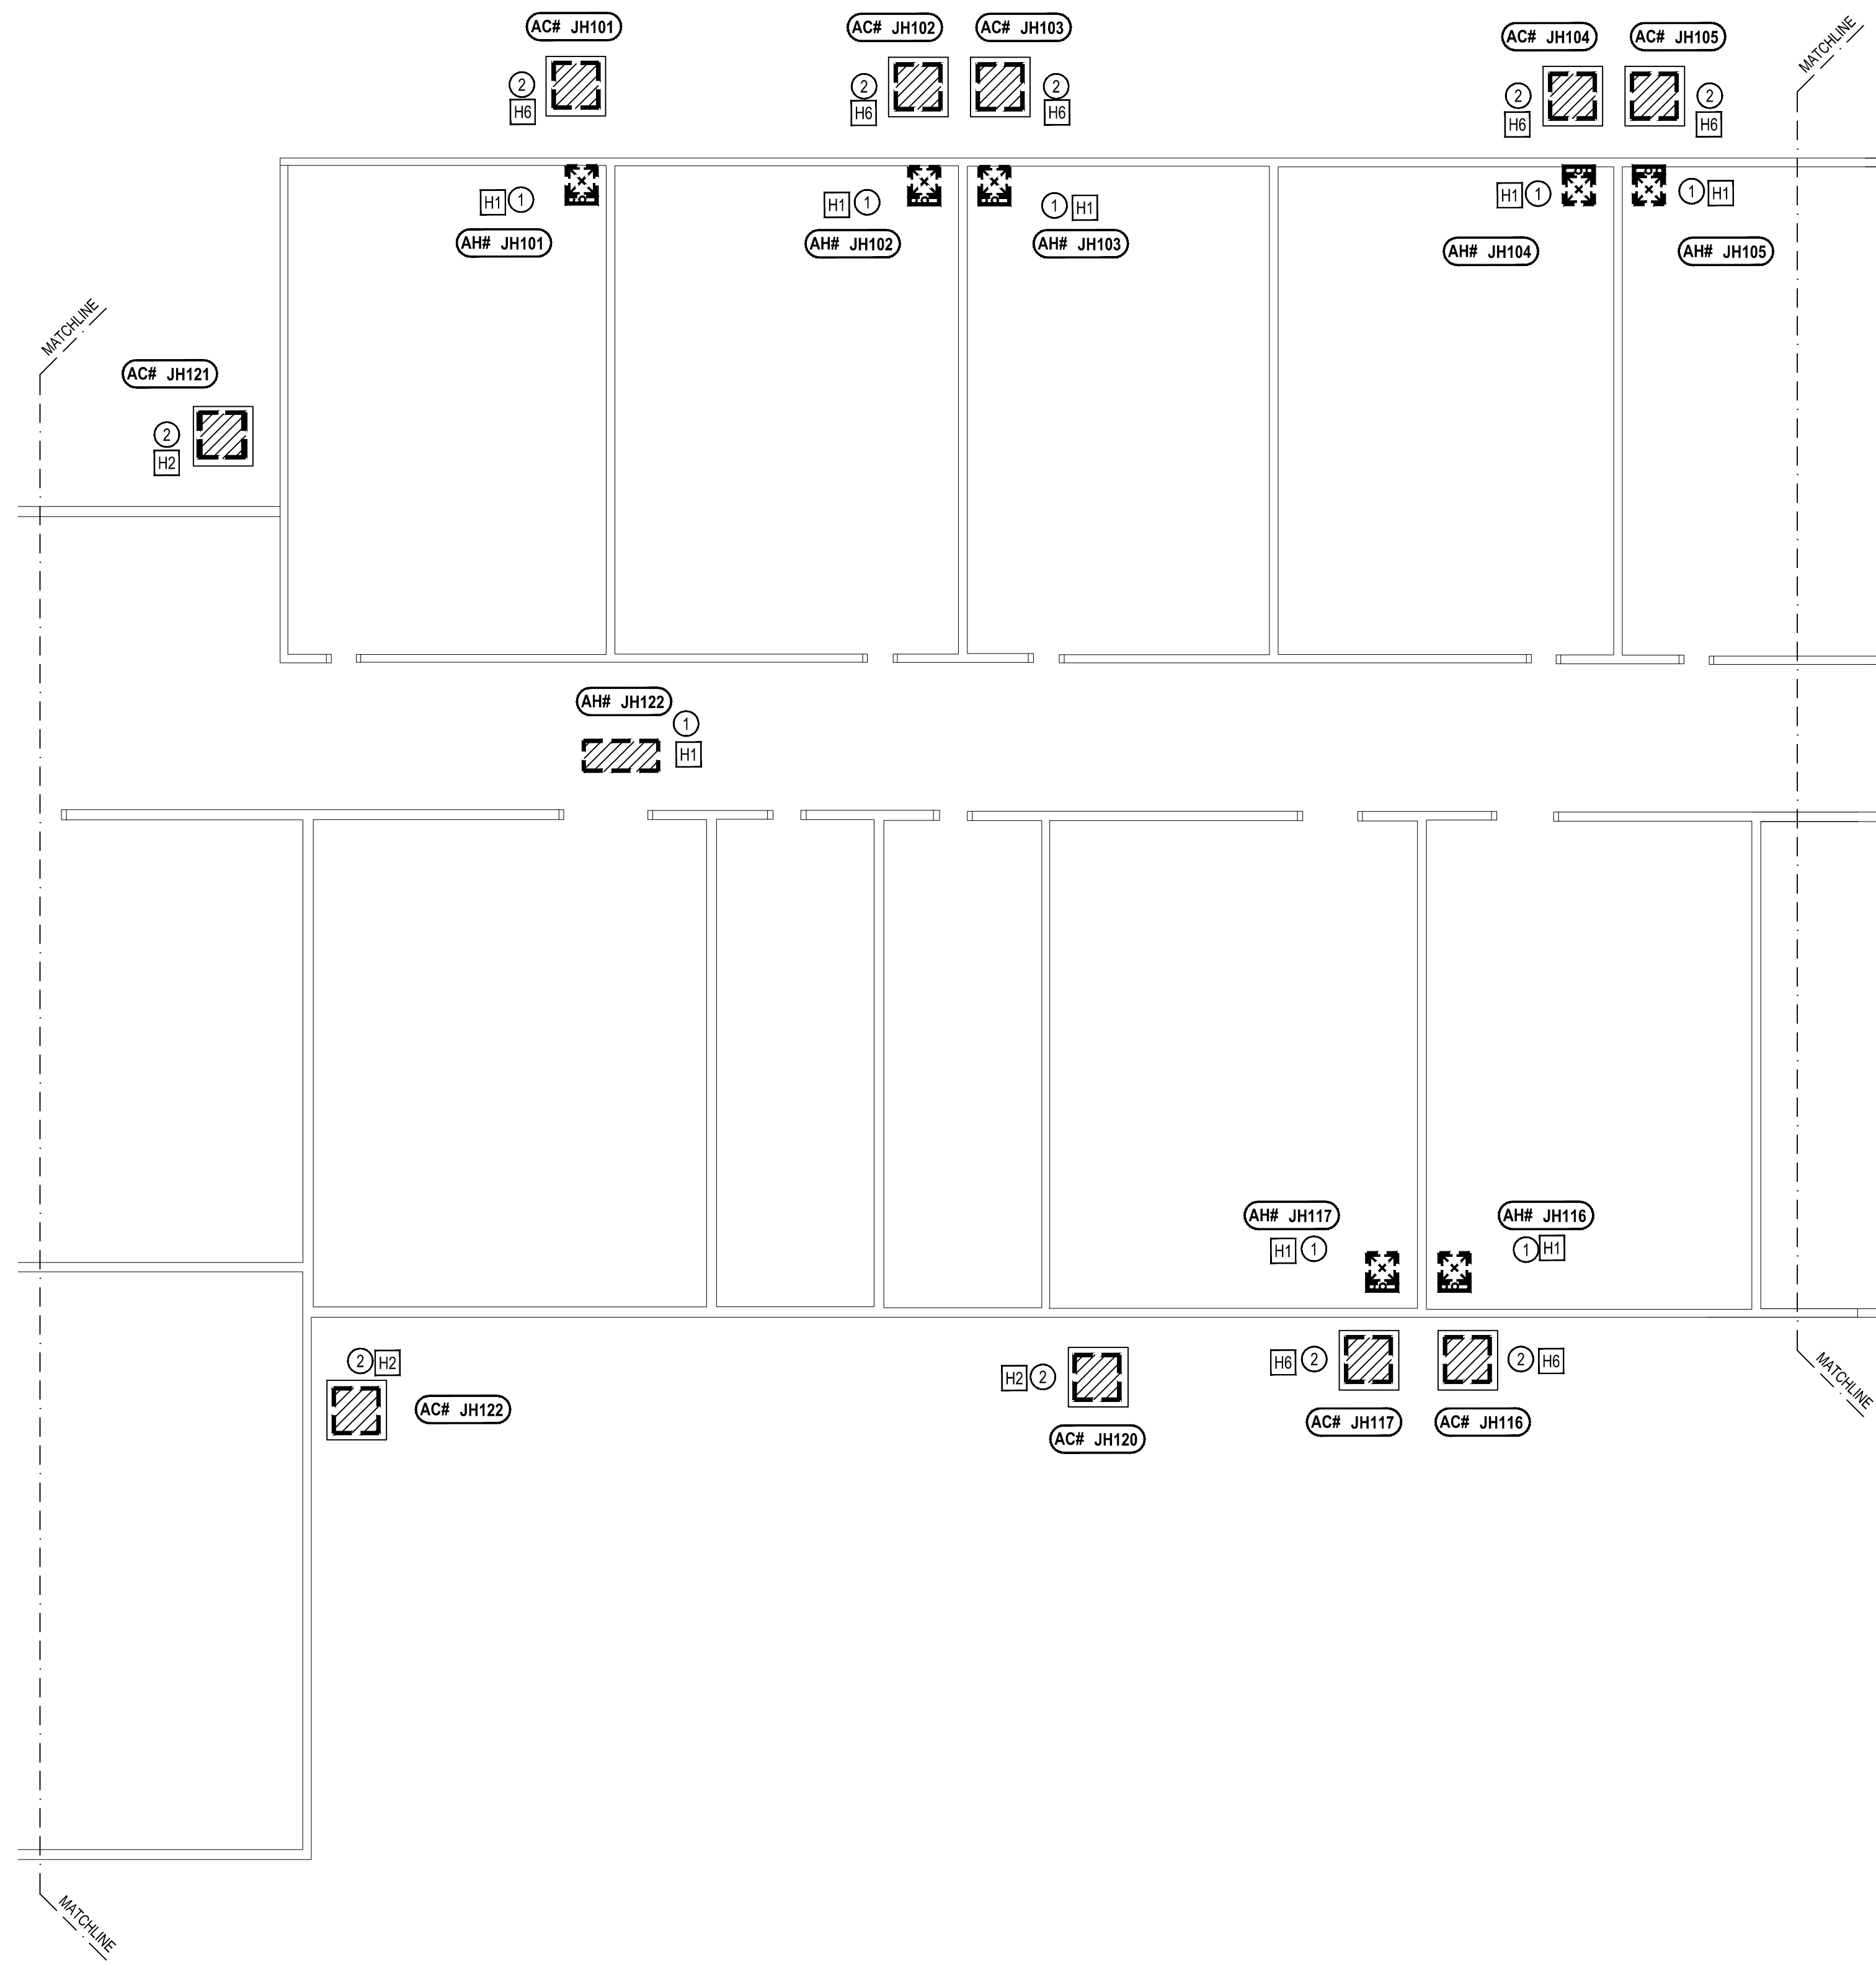 AC# JH101
AC# JH102
AC# JH103
AC# JH104
AC# JH105
MATCHLINE
2
H6
2
H6
2
H6
2
H6
2
H6
H1 1
H1 1
1 H1
H1 1
1 H1
AH# JH101
AH# JH102
AH# JH103
AH# JH104
AH# JH105
MATCHLINE
AC# JH121
2
H2
AH# JH122
1
H1
AH# JH117
AH# JH116
H1 1
1 H1
2 H2
H2 2
H6 2
2 H6
MATCHLINE
AC# JH122
AC# JH120
AC# JH117
AC# JH116
MATCHLINE